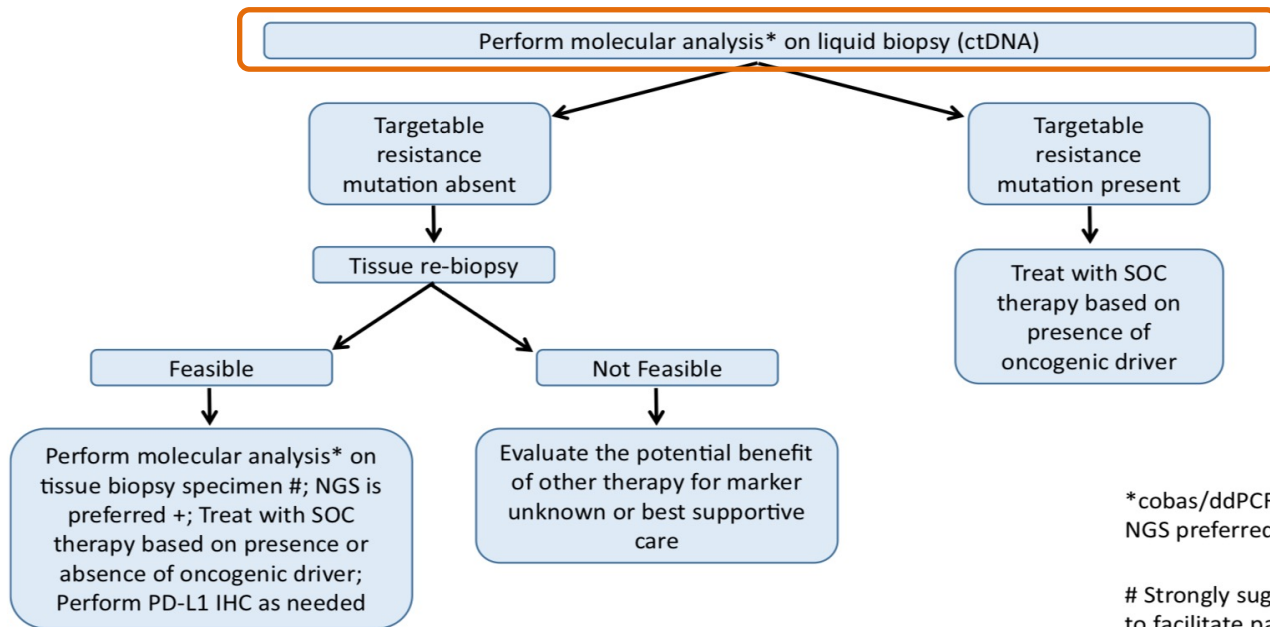 Perform molecular analysis* on liquid biopsy (ctDNA)
Targetable
resistance
mutation absent
Targetable
resistance
mutation present
Tissue re-biopsy
Treat with SOC
therapy based on
presence of
oncogenic driver
Feasible
Not Feasible
Perform molecular analysis* on
tissue biopsy specimen #; NGS is
preferred +; Treat with SOC
therapy based on presence or
absence of oncogenic driver;
Perform PD-L1 IHC as needed
Evaluate the potential benefit
of other therapy for marker
unknown or best supportive
care
*cobas/ddPCR
NGS preferred
# Strongly
to facilitate